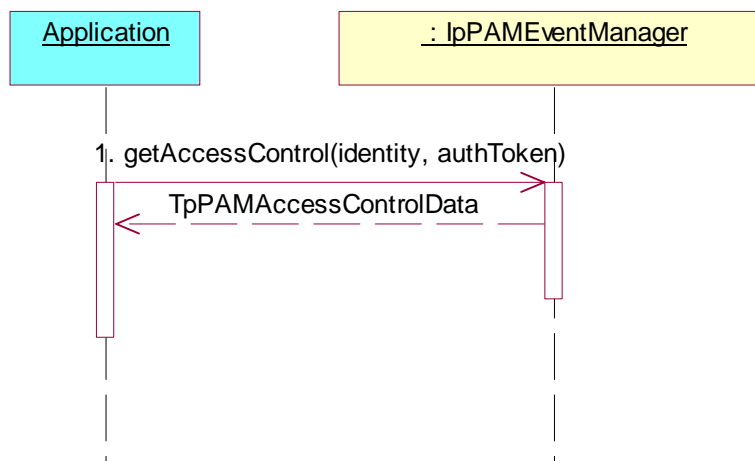 Application
: IpPAMEventManager
1. getAccessControl(identity, authToken)
TpPAMAccessControlData